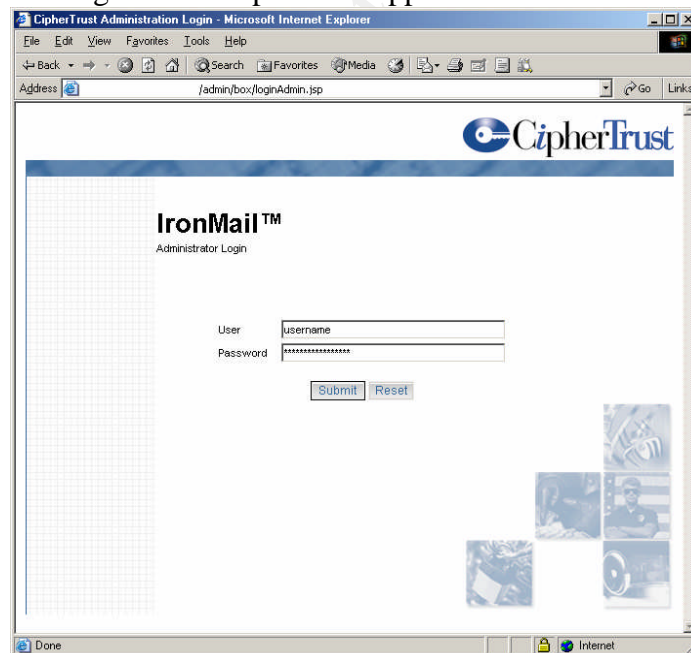 CipherTrust Administration Login - Microsoft Internet Explorer
File Edit View Favorites Tools Help
Back Search Favorites Media
Address /admin/box/loginAdmin.jsp Go Links
CipherTrust
IronMail™
Administrator Login
User username
Password ****************
Submit Reset
Done Internet